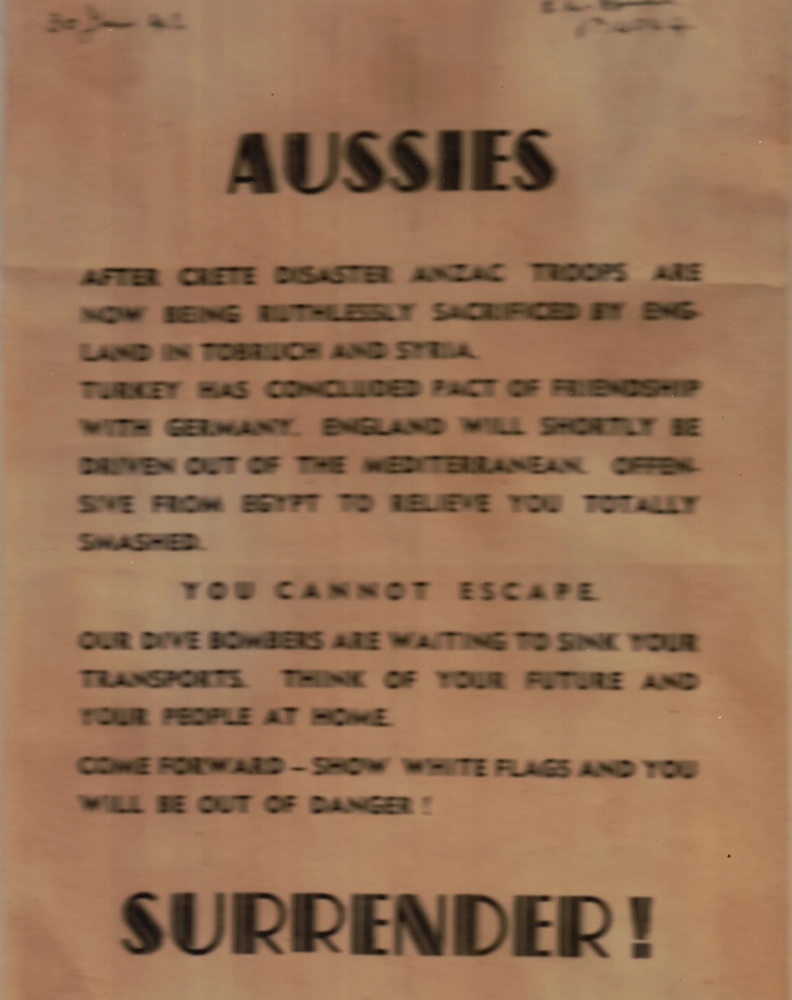 AUSSIES
AFTER CRETE DISASTER ANZAC TROOPS ARE
NOW BEING RUTHLESSLY SACRIFICED BY ENG-
LAND IN TOBRUCH AND SYRIA.
TURKEY HAS CONCLUDED PACT OF FRIENDSHIP
WITH GERMANY. ENGLAND WILL SHORTLY BE
DRIVEN OUT OF THE MEDITERRANEAN. OFFEN-
SIVE FROM EGYPT TO RELIEVE YOU TOTALLY
SMASHED.
YOU CANNOT ESCAPE.
OUR DIVE BOMBERS ARE WAITING TO SINK YOUR
TRANSPORTS. THINK OF YOUR FUTURE AND
YOUR PEOPLE AT HOME.
COME FORWARD – SHOW WHITE FLAGS AND YOU
WILL BE OUT OF DANGER !
SURRENDER !